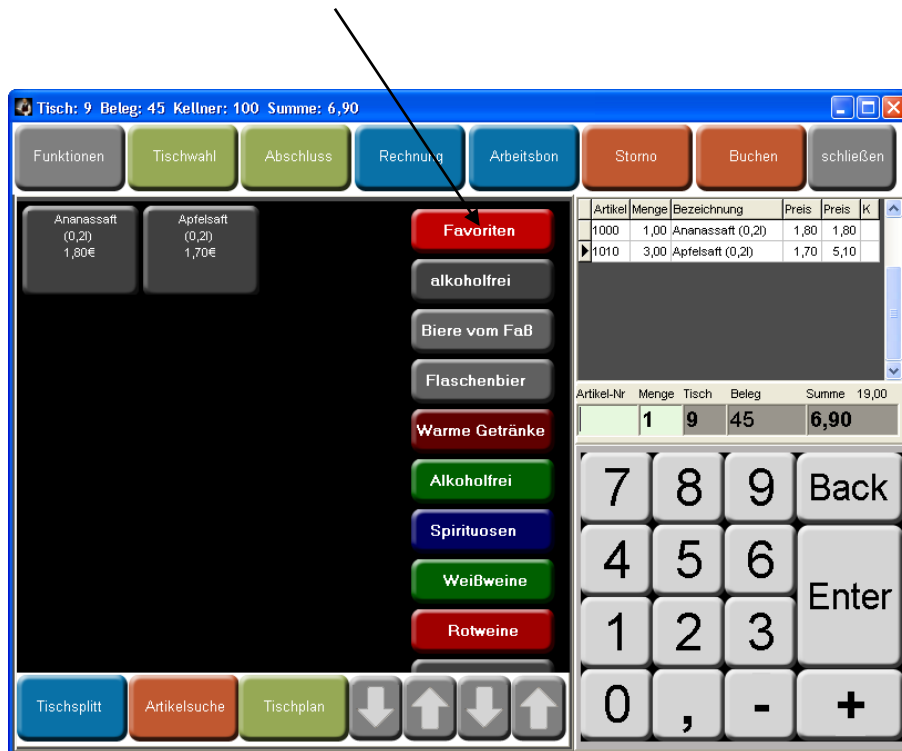 Tisch: 9 Beleg: 45 Kellner: 100 Summe: 6,90
Funktionen Tischwahl Abschluss Rechnung Arbeitsbon Storno Buchen schließen
Ananassaft
(0,2l)
1,80€
Apfelsaft
(0,2l)
1,70€
Favoriten
alkoholfrei
Biere vom Faß
Flaschenbier
Warme Getränke
Alkoholfrei
Spirituosen
Weißweine
Rotweine
Artikel Menge Bezeichnung Preis Preis K
1000 1,00 Ananassaft (0,2l) 1,80 1,80
1010 3,00 Apfelsaft (0,2l) 1,70 5,10
Artikel-Nr Menge Tisch Beleg Summe 19,00
1 9 45 6,90
7 8 9 Back
4 5 6 Enter
1 2 3
0 , - +
Tischsplitt Artikelsuche Tischplan